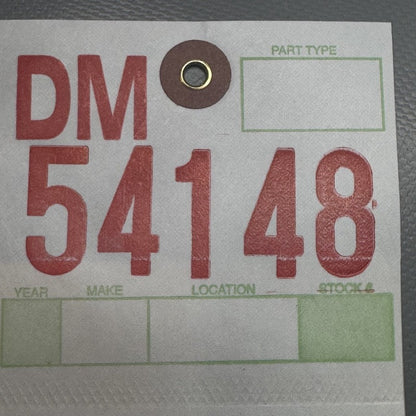 DM
PART TYPE
54148
YEAR MAKE LOCATION STOCK #